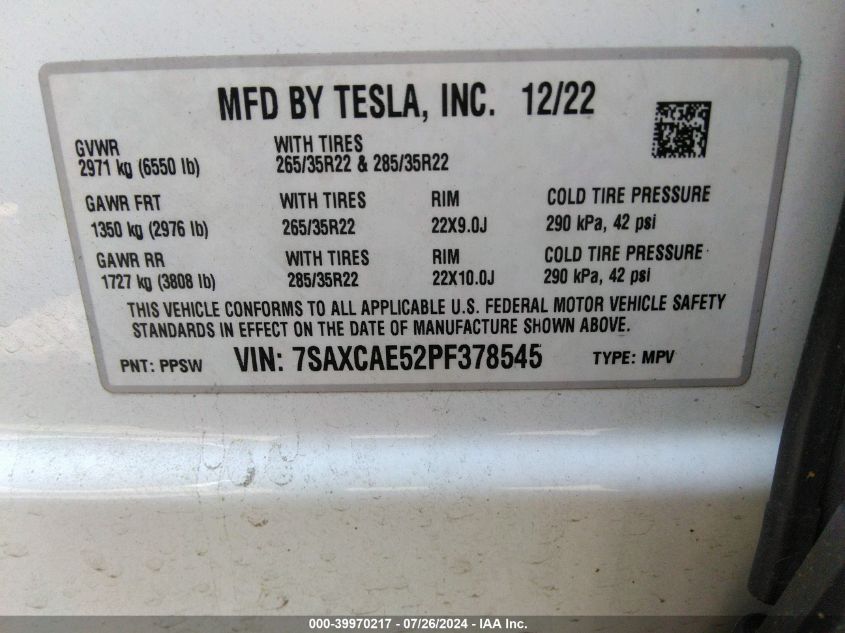 MFD BY TESLA, INC. 12/22
GVWR WITH TIRES
2971 kg (6550 lb) 265/35R22 & 285/35R22
GAWR FRT WITH TIRES RIM COLD TIRE PRESSURE
1350 kg (2976 lb) 265/35R22 22X9.0J 290 kPa, 42 psi
GAWR RR WITH TIRES RIM COLD TIRE PRESSURE
1727 kg (3808 lb) 285/35R22 22X10.0J 290 kPa, 42 psi
THIS VEHICLE CONFORMS TO ALL APPLICABLE U.S. FEDERAL MOTOR VEHICLE SAFETY
STANDARDS IN EFFECT ON THE DATE OF MANUFACTURE SHOWN ABOVE.
PNT: PPSW VIN: 7SAXCAE52PF378545 TYPE: MPV
000-39970217 - 07/26/2024 - IAA Inc.